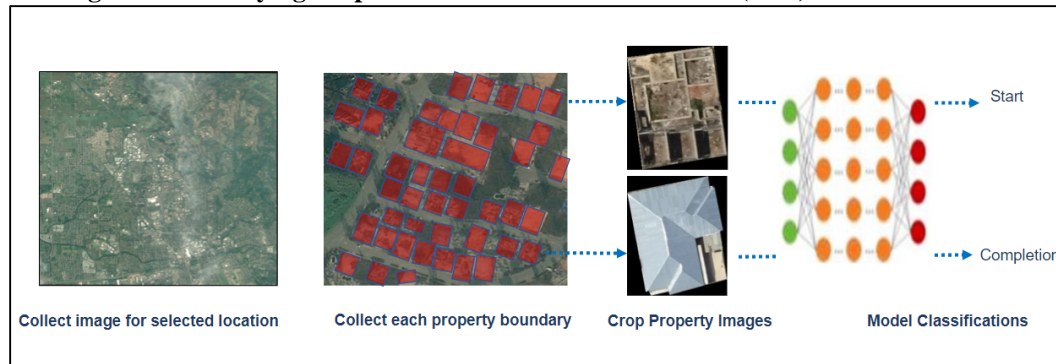 Start
Completion
Collect image for selected location
Collect each property boundary
Crop Property Images
Model Classifications